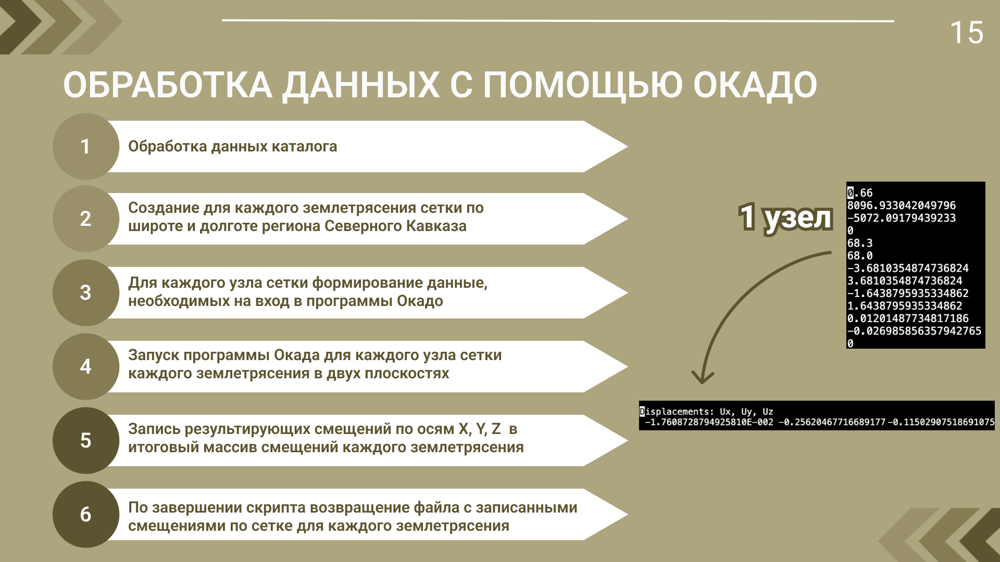 15
ОБРАБОТКА ДАННЫХ С ПОМОЩЬЮ ОКАДО
1
Обработка данных каталога
2
Создание для каждого землетрясения сетки по
широте и долготе региона Северного Кавказа
3
Для каждого узла сетки формирование данные,
необходимых на вход в программы Окадо
4
Запуск программы Окада для каждого узла сетки
каждого землетрясения в двух плоскостях
5
Запись результирующих смещений по осям X, Y, Z в
итоговый массив смещений каждого землетрясения
6
По завершении скрипта возвращение файла с записанными
смещениями по сетке для каждого землетрясения
1 узел
0.66
8096.933042049796
-5072.09179439233
0
68.3
68.0
-3.6810354874736824
3.6810354874736824
-1.6438795935334862
1.6438795935334862
0.01201487734817186
-0.026985856357942765
0
Displacements: Ux, Uy, Uz
-1.7608728794925810E-002 -0.25620467716689177 -0.11502907518691075